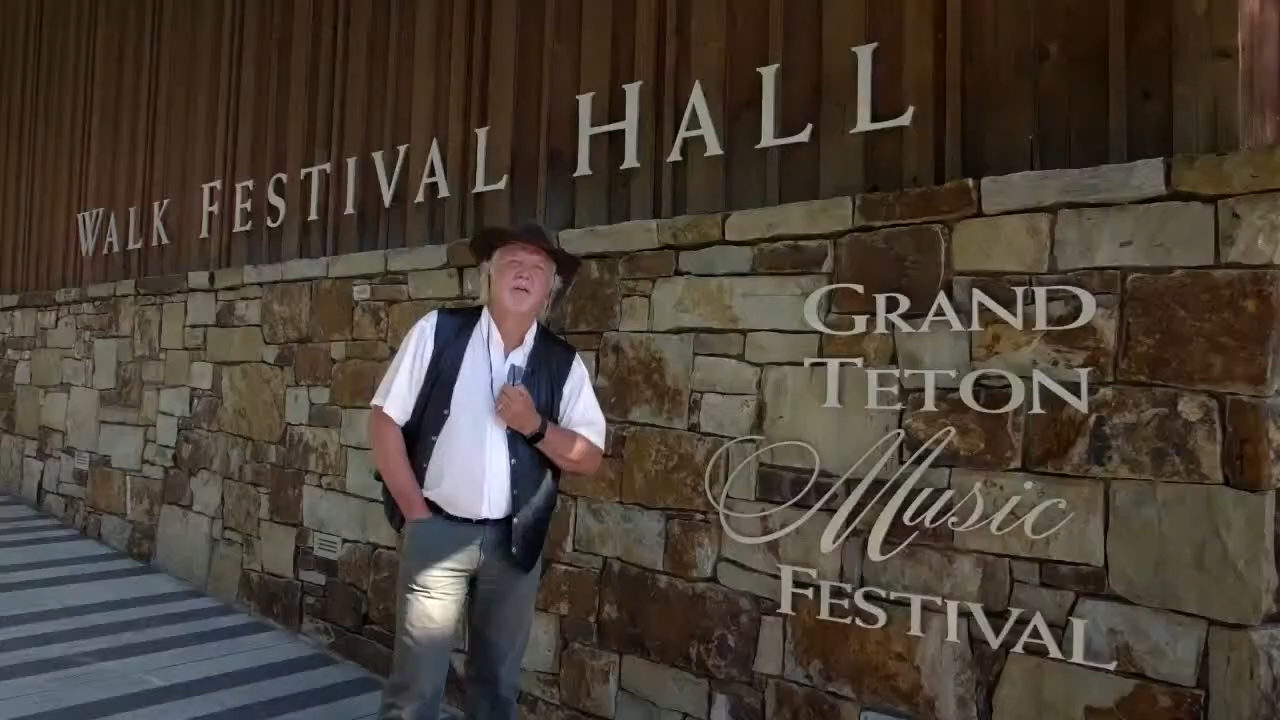 WALK FESTIVAL HALL
GRAND
TETON
Music
FESTIVAL